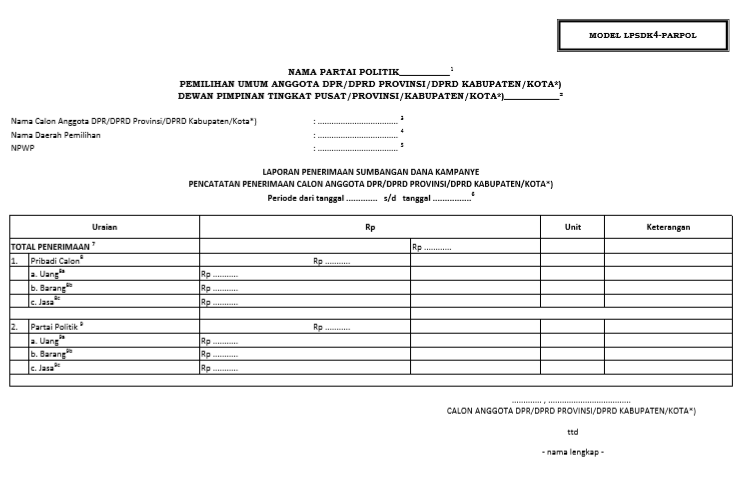 MODEL LPSDK4-PARPOL
NAMA PARTAI POLITIK__________1
PEMILIHAN UMUM ANGGOTA DPR/DPRD PROVINSI/DPRD KABUPATEN/KOTA*)
DEWAN PIMPINAN TINGKAT PUSAT/PROVINSI/KABUPATEN/KOTA*)___________2
Nama Calon Anggota DPR/DPRD Provinsi/DPRD Kabupaten/Kota*) : ................................... 3
Nama Daerah Pemilihan : ................................... 4
NPWP : ................................... 5
LAPORAN PENERIMAAN SUMBANGAN DANA KAMPANYE
PENCATATAN PENERIMAAN CALON ANGGOTA DPR/DPRD PROVINSI/DPRD KABUPATEN/KOTA*)
Periode dari tanggal ............. s/d tanggal ................6
Uraian Rp Unit Keterangan
TOTAL PENERIMAAN 7 Rp ............
1. Pribadi Calon8 Rp ...........
a. Uang8a Rp ...........
b. Barang8b Rp ...........
c. Jasa8c Rp ...........
2. Partai Politik 9 Rp ...........
a. Uang9a Rp ...........
b. Barang9b Rp ...........
c. Jasa9c Rp ...........
............. , ....................................
CALON ANGGOTA DPR/DPRD PROVINSI/DPRD KABUPATEN/KOTA*)
ttd
- nama lengkap -